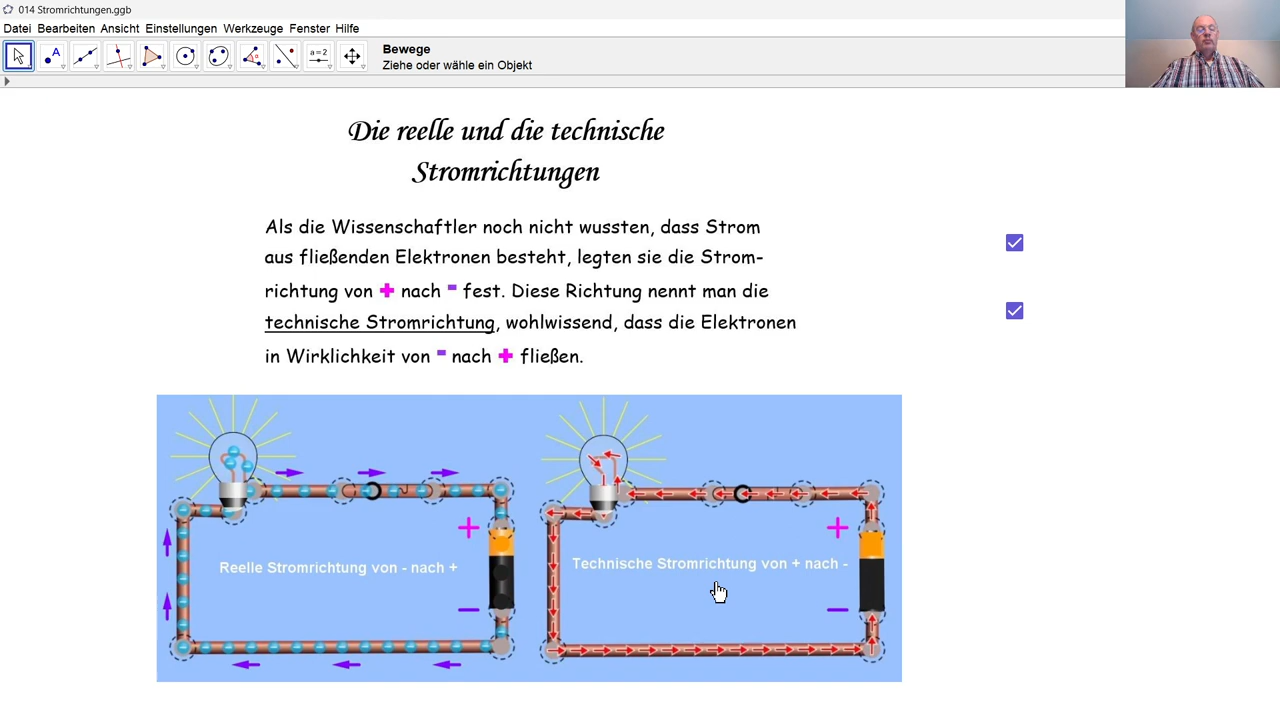 014 Stromrichtungen.ggb
Datei Bearbeiten Ansicht Einstellungen Werkzeuge Fenster Hilfe
A
a=2
Bewege
Ziehe oder wähle ein Objekt
Die reelle und die technische
Stromrichtungen
Als die Wissenschaftler noch nicht wussten, dass Strom
aus fließenden Elektronen besteht, legten sie die Strom-
richtung von + nach - fest. Diese Richtung nennt man die
technische Stromrichtung, wohlwissend, dass die Elektronen
in Wirklichkeit von - nach + fließen.
+
+
Reelle Stromrichtung von - nach +
Technische Stromrichtung von + nach -
−
−